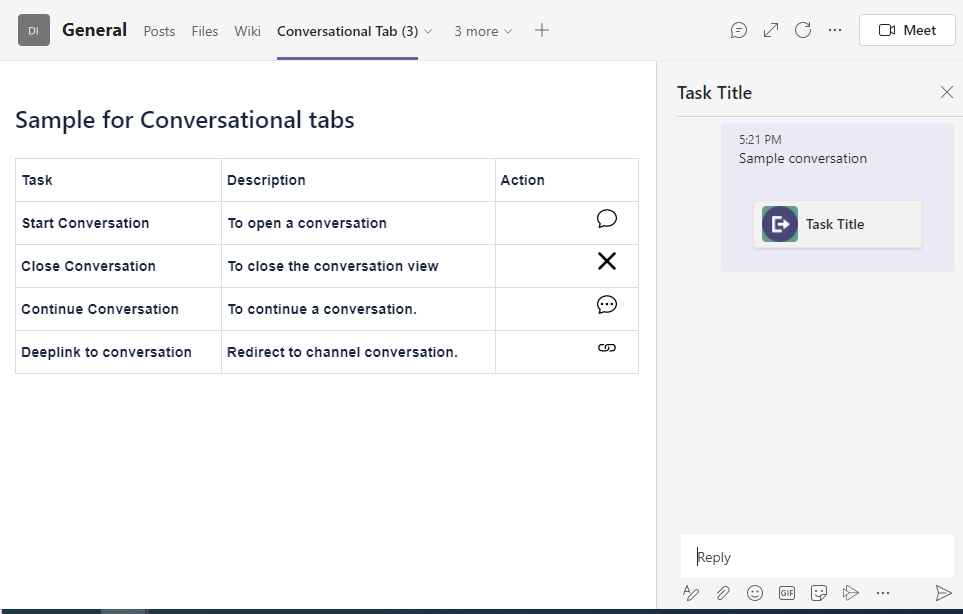 DI General Posts Files Wiki Conversational Tab (3) 3 more Meet
Sample for Conversational tabs
Task Description Action
Start Conversation To open a conversation
Close Conversation To close the conversation view
Continue Conversation To continue a conversation.
Deeplink to conversation Redirect to channel conversation.
Task Title
5:21 PM
Sample conversation
Task Title
Reply
GIF